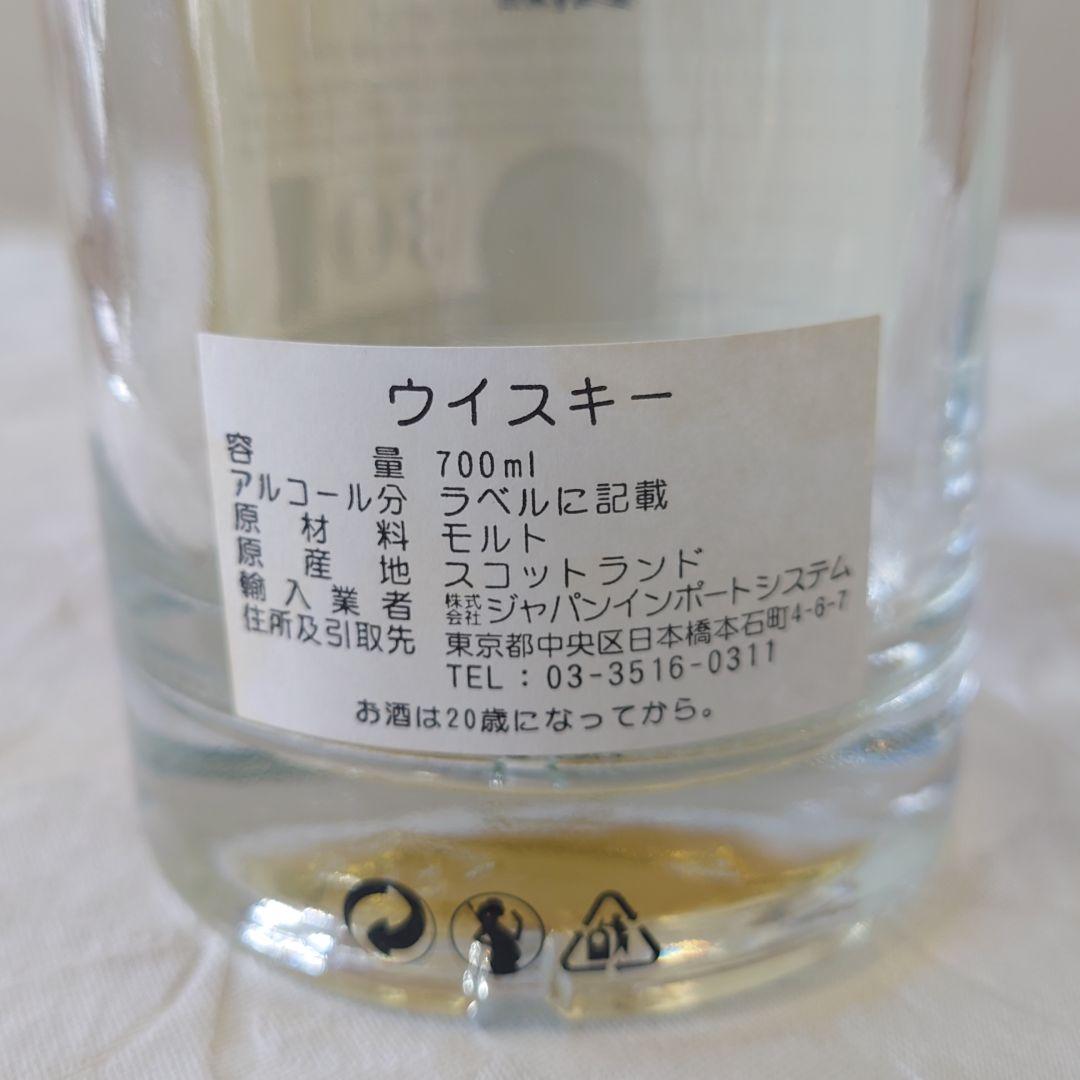 ウイスキー
容量 700ml
アルコール分 ラベルに記載
原材料 モルト
原産地 スコットランド
輸入業者 株式会社ジャパンインポートシステム
住所及引取先 東京都中央区日本橋本石町4-6-7
TEL：03-3516-0311
お酒は20歳になってから。